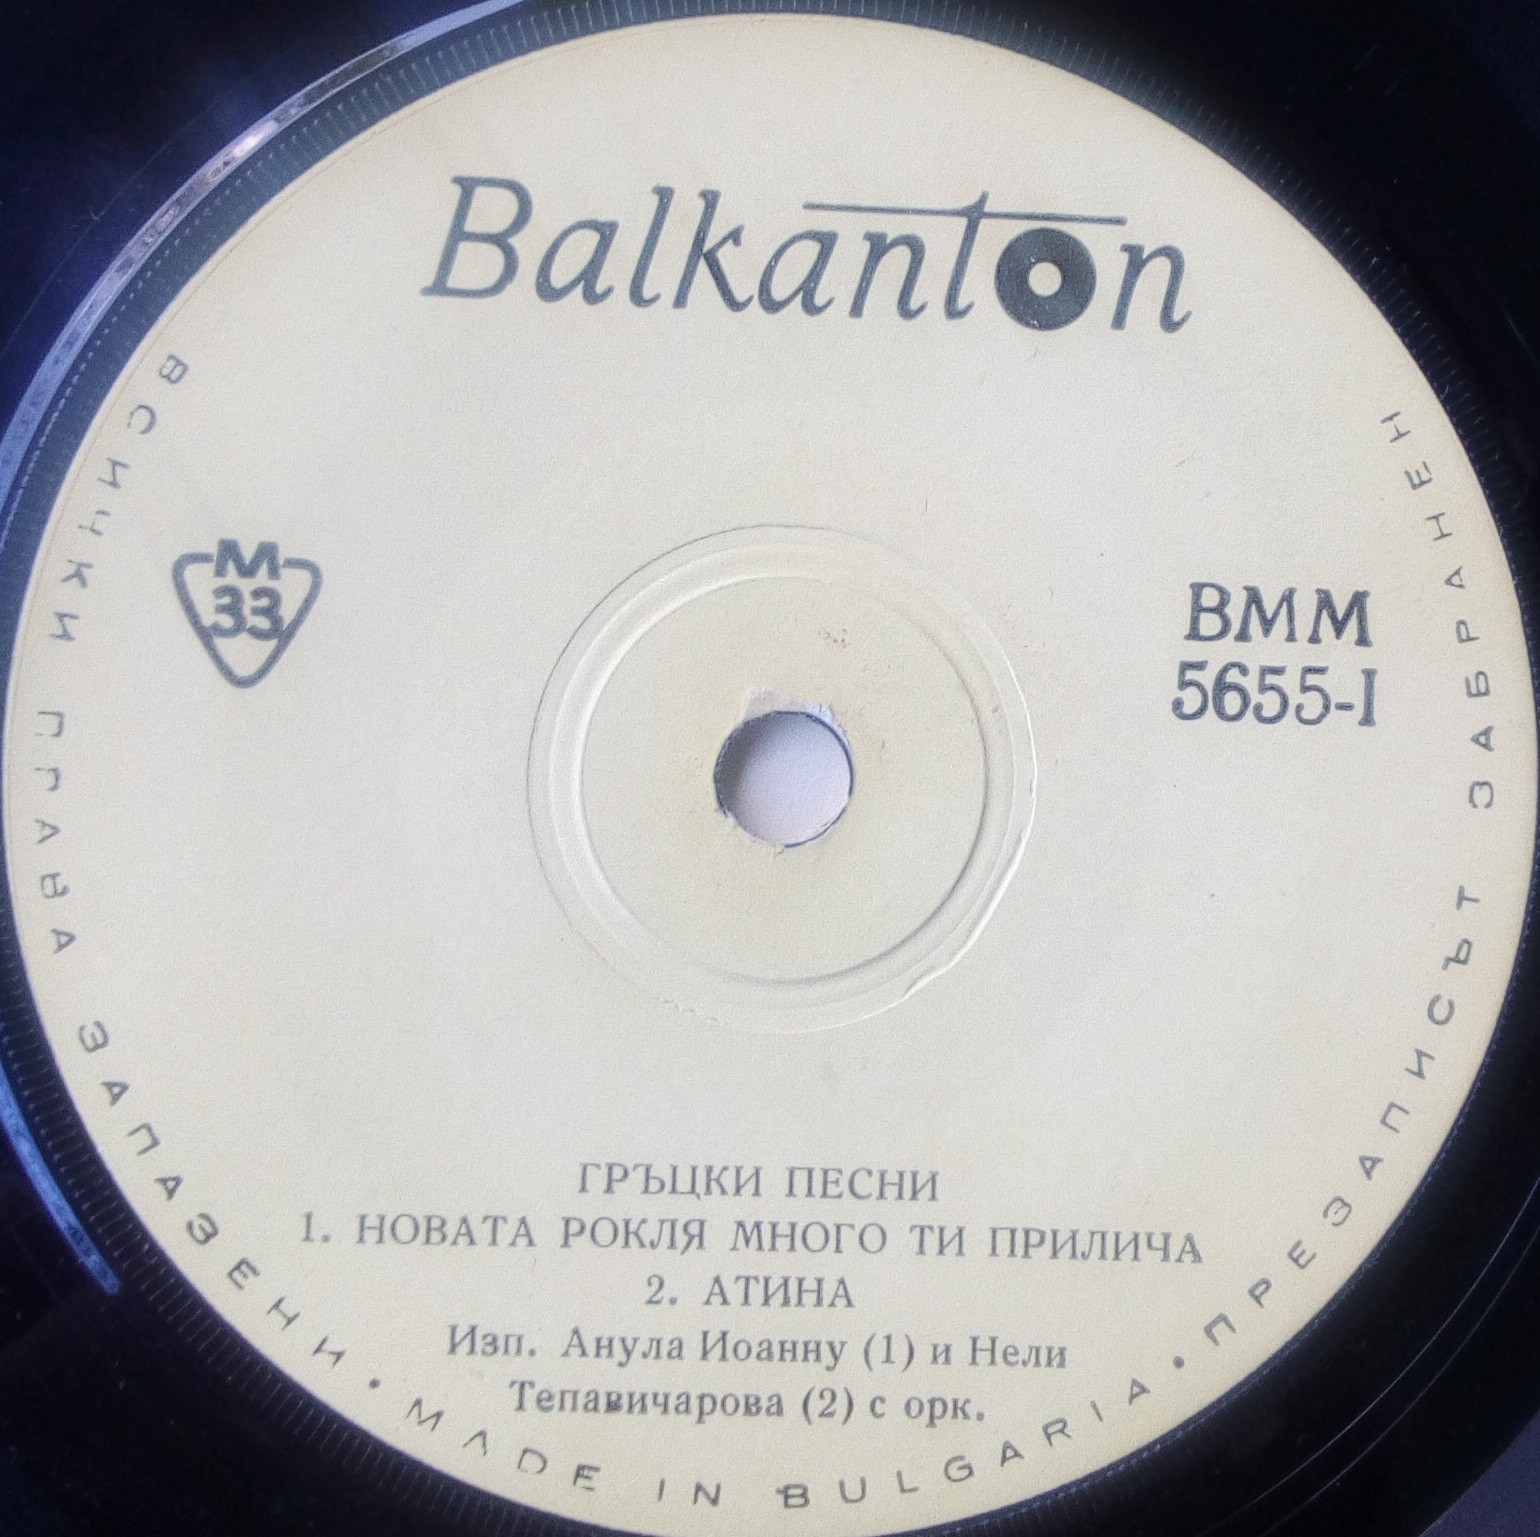 Balkanton
М
33
ВММ
5655-I
ГРЪЦКИ ПЕСНИ
1. НОВАТА РОКЛЯ МНОГО ТИ ПРИЛИЧА
2. АТИНА
Изп. Анула Иоанну (1) и Нели
Тепавичарова (2) с орк.
ВСИЧКИ ПРАВА ЗАПАЗЕНИ • MADE IN BULGARIA • ПРЕЗАПИСЪТ ЗАБРАНЕН